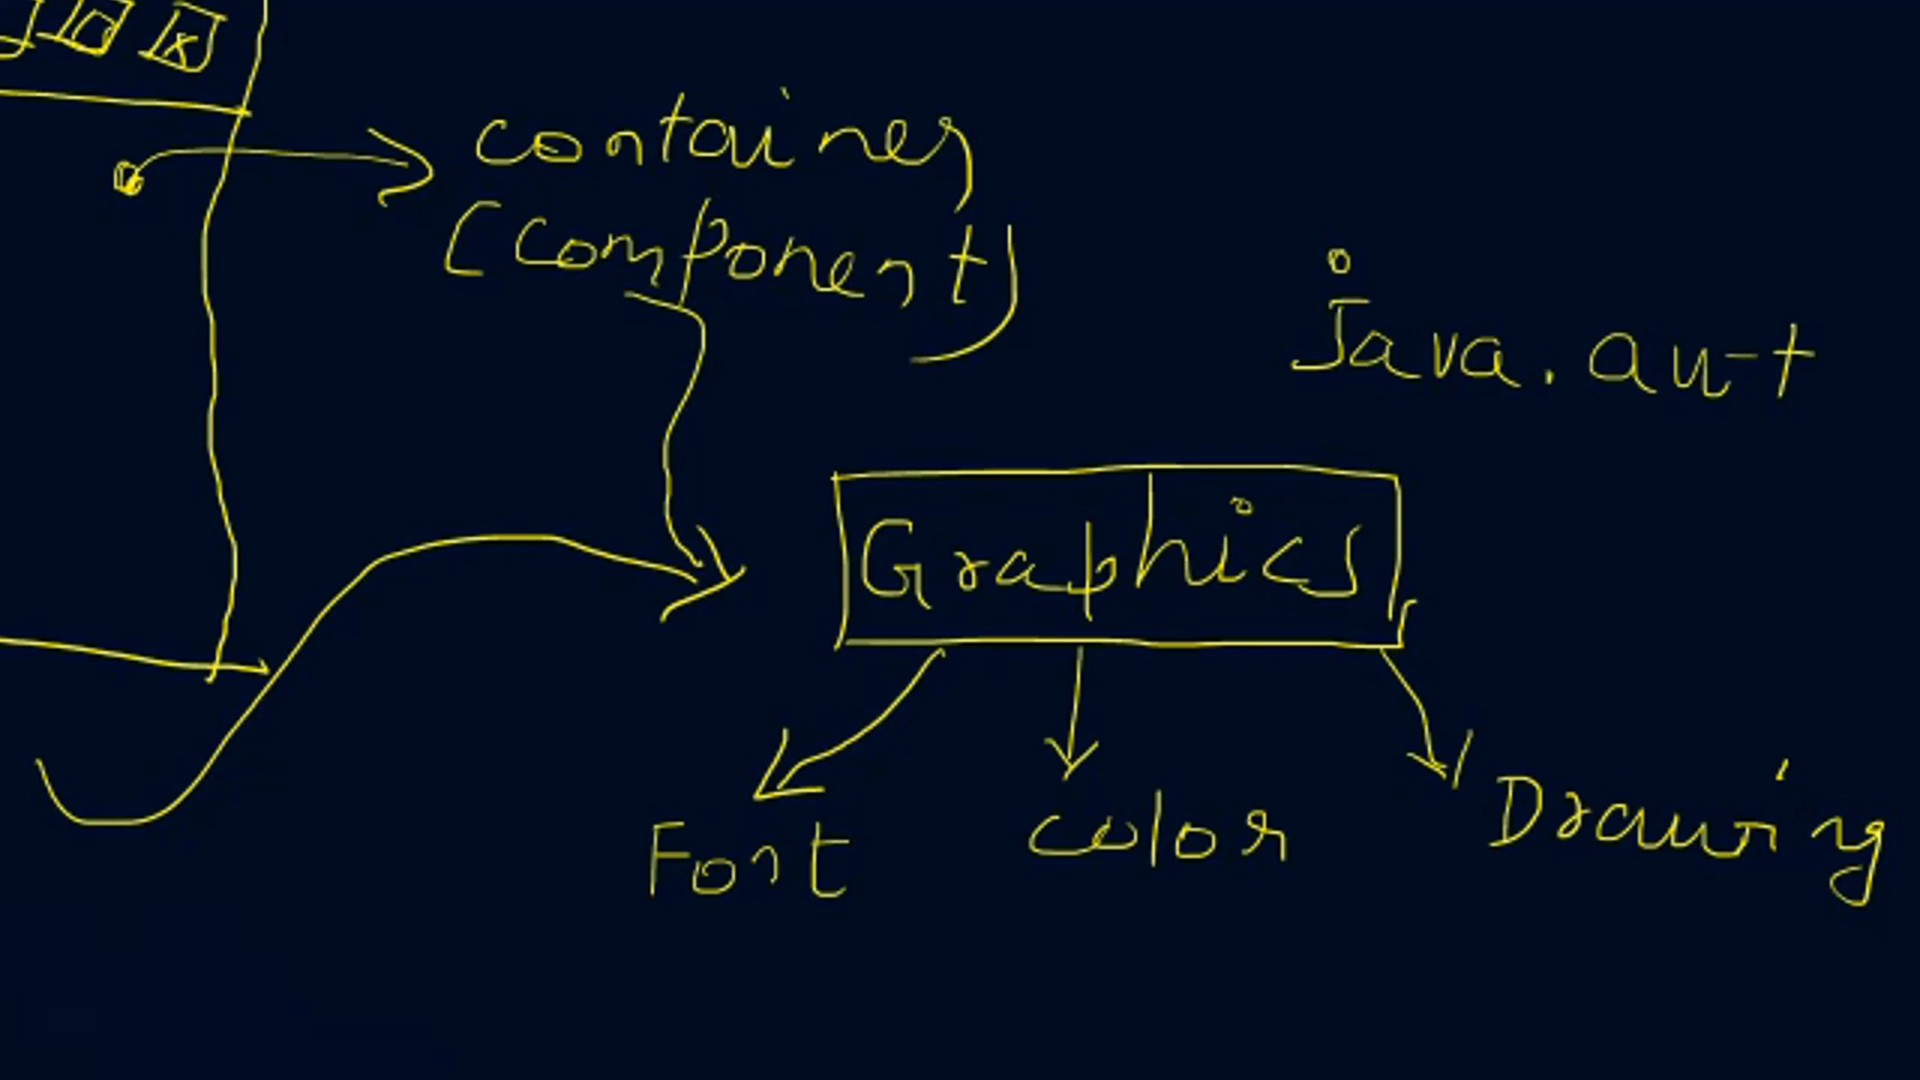 container
(component)
java.awt
Graphics
Font
color
Drawing